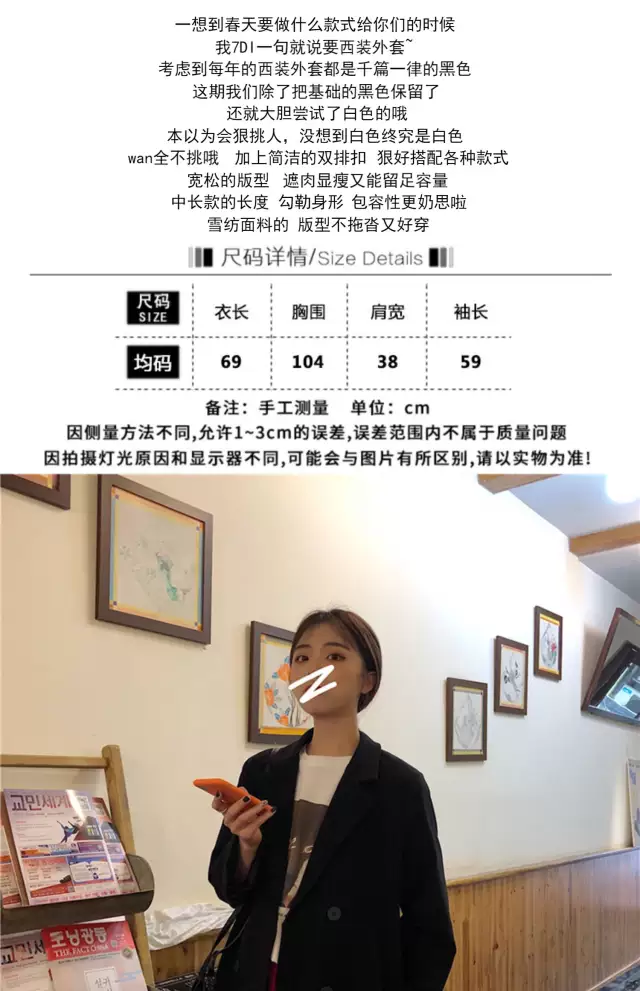 一想到春天要做什么款式给你们的时候
我7DI一句就说要西装外套~
考虑到每年的西装外套都是千篇一律的黑色
这期我们除了把基础的黑色保留了
还就大胆尝试了白色的哦
本以为会狠挑人，没想到白色终究是白色
wan全不挑哦 加上简洁的双排扣 狠好搭配各种款式
宽松的版型 遮肉显瘦又能留足容量
中长款的长度 勾勒身形 包容性更奶思啦
雪纺面料的 版型不拖沓又好穿
尺码详情/Size Details
尺码 衣长 胸围 肩宽 袖长
SIZE
均码 69 104 38 59
备注：手工测量 单位：cm
因侧量方法不同,允许1~3cm的误差,误差范围内不属于质量问题
因拍摄灯光原因和显示器不同,可能会与图片有所区别,请以实物为准!
교민세계
교민세
모닝광둥
THE FACTO